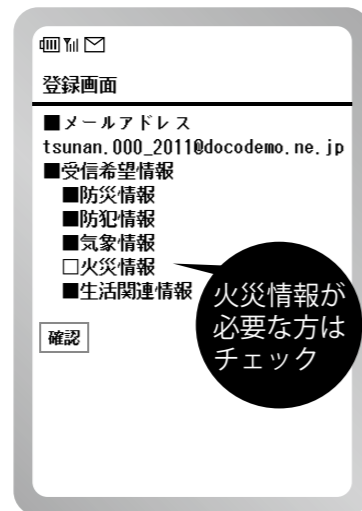 登録画面
■メールアドレス
tsunan.000_2011@docodemo.ne.jp
■受信希望情報
■防災情報
■防犯情報
■気象情報
□火災情報
■生活関連情報
火災情報が
必要な方は
チェック
確認